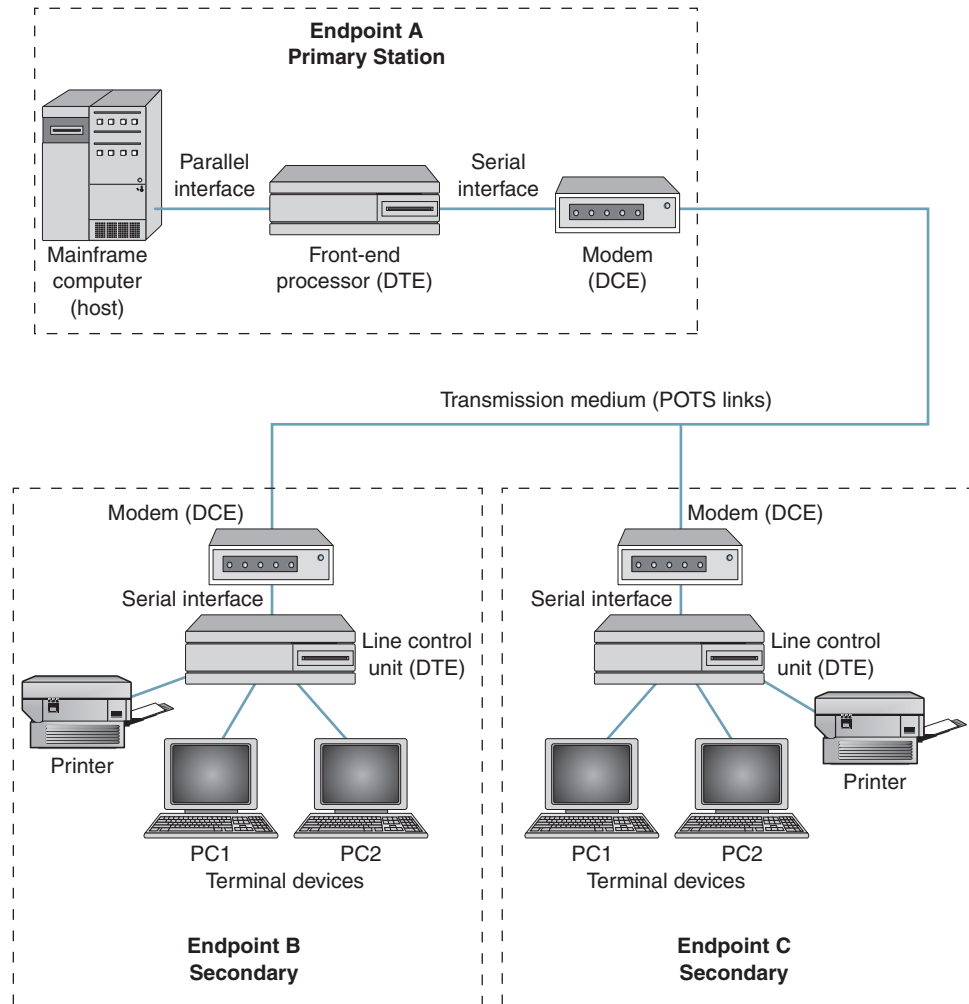 Endpoint A
Primary Station
Parallel
interface
Serial
interface
Mainframe
computer
(host)
Front-end
processor (DTE)
Modem
(DCE)
Transmission medium (POTS links)
Modem (DCE)
Serial interface
Line control
unit (DTE)
Printer
PC1
PC2
Terminal devices
Endpoint B
Secondary
Modem (DCE)
Serial interface
Line control
unit (DTE)
Printer
PC1
PC2
Terminal devices
Endpoint C
Secondary